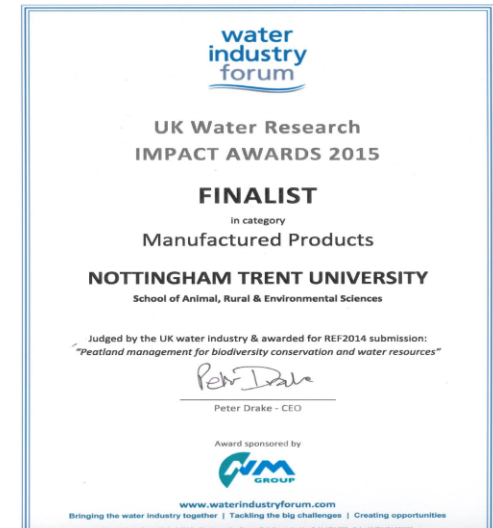 water
industry
forum
UK Water Research
IMPACT AWARDS 2015
FINALIST
in category
Manufactured Products
NOTTINGHAM TRENT UNIVERSITY
School of Animal, Rural & Environmental Sciences
Judged by the UK water industry & awarded for REF2014 submission:
"Peatland management for biodiversity conservation and water resources"
Peter Drake
Peter Drake - CEO
Award sponsored by
NM
GROUP
www.waterindustryforum.com
Bringing the water industry together | Tackling the big challenges | Creating opportunities